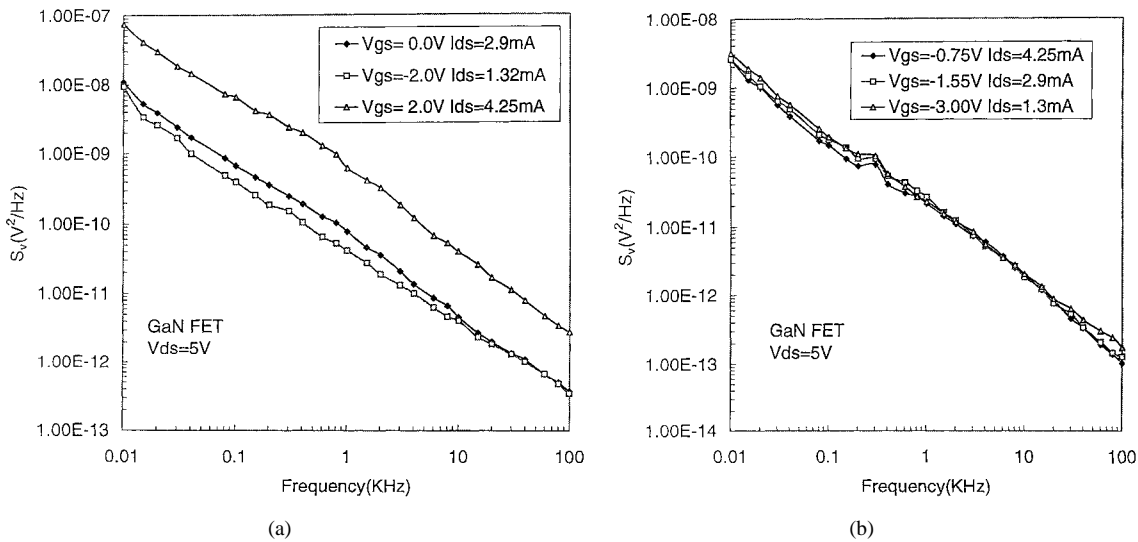 1.00E-07
1.00E-08
1.00E-09
1.00E-10
1.00E-11
1.00E-12
1.00E-13
Sv(V²/Hz)
Vgs= 0.0V Ids=2.9mA
Vgs=-2.0V Ids=1.32mA
Vgs= 2.0V Ids=4.25mA
GaN FET
Vds=5V
0.01 0.1 1 10 100
Frequency(KHz)
(a)
1.00E-08
1.00E-09
1.00E-10
1.00E-11
1.00E-12
1.00E-13
1.00E-14
Sv(V²/Hz)
Vgs=-0.75V Ids=4.25mA
Vgs=-1.55V Ids=2.9mA
Vgs=-3.00V Ids=1.3mA
GaN FET
Vds=5V
0.01 0.1 1 10 100
Frequency(KHz)
(b)